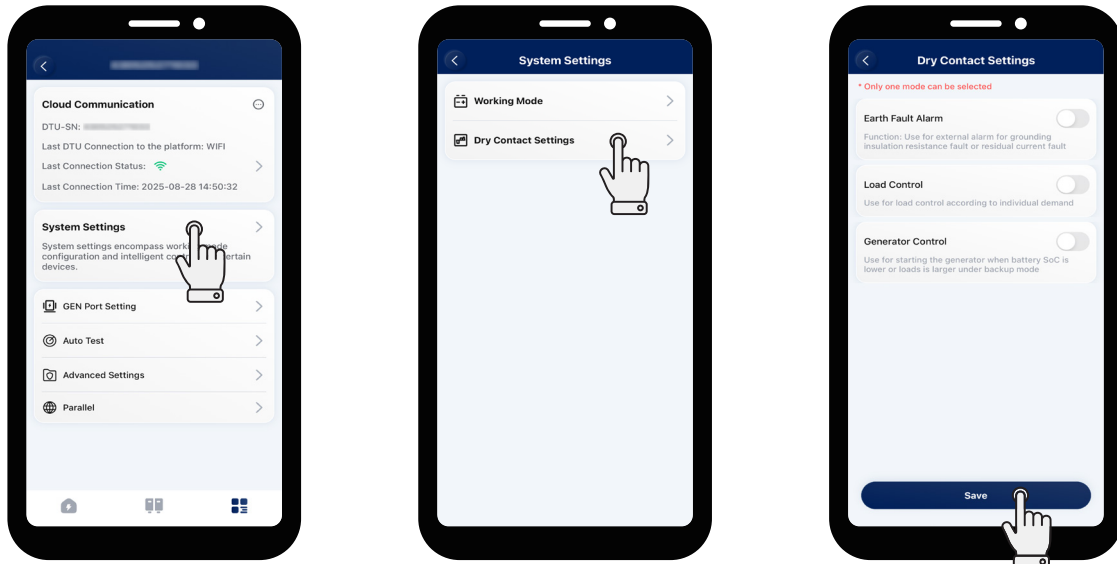 Cloud Communication
DTU-SN:
Last DTU Connection to the platform: WIFI
Last Connection Status:
Last Connection Time: 2025-08-28 14:50:32
System Settings
System settings encompass
configuration and intelligent
devices.
GEN Port Setting
Auto Test
Advanced Settings
Parallel
System Settings
Working Mode
Dry Contact Settings
Dry Contact Settings
* Only one mode can be selected
Earth Fault Alarm
Function: Use for external alarm for grounding
insulation resistance fault or residual current fault
Load Control
Use for load control according to individual demand
Generator Control
Use for starting the generator when battery SoC is
lower or loads is larger under backup mode
Save